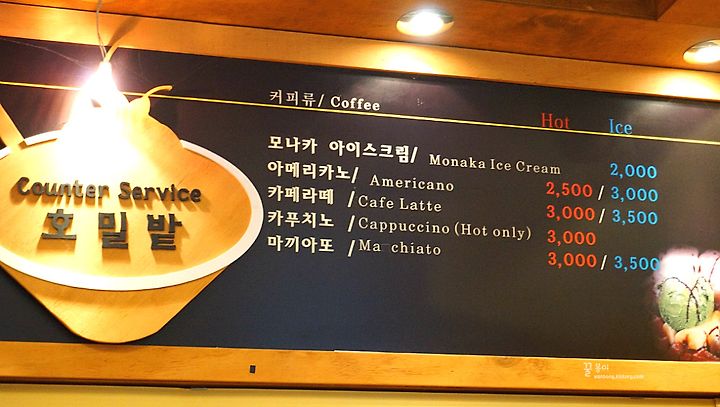 커피류/ Coffee
Hot Ice
모나카 아이스크림/ Monaka Ice Cream 2,000
아메리카노/ Americano 2,500 / 3,000
카페라떼 /Cafe Latte 3,000 / 3,500
카푸치노 /Cappuccino (Hot only) 3,000
마끼아또 /Ma chiato 3,000 / 3,500
Counter Service
호밀밭